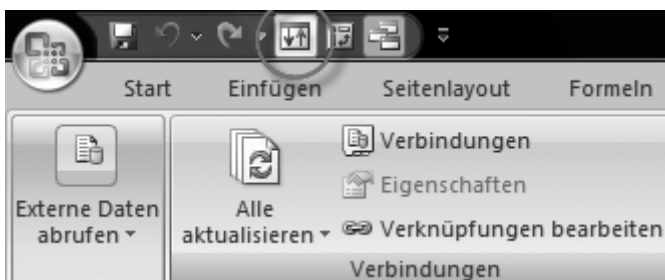 Start Einfügen Seitenlayout Formeln
Externe Daten abrufen
Alle aktualisieren
Verbindungen
Eigenschaften
Verknüpfungen bearbeiten
Verbindungen